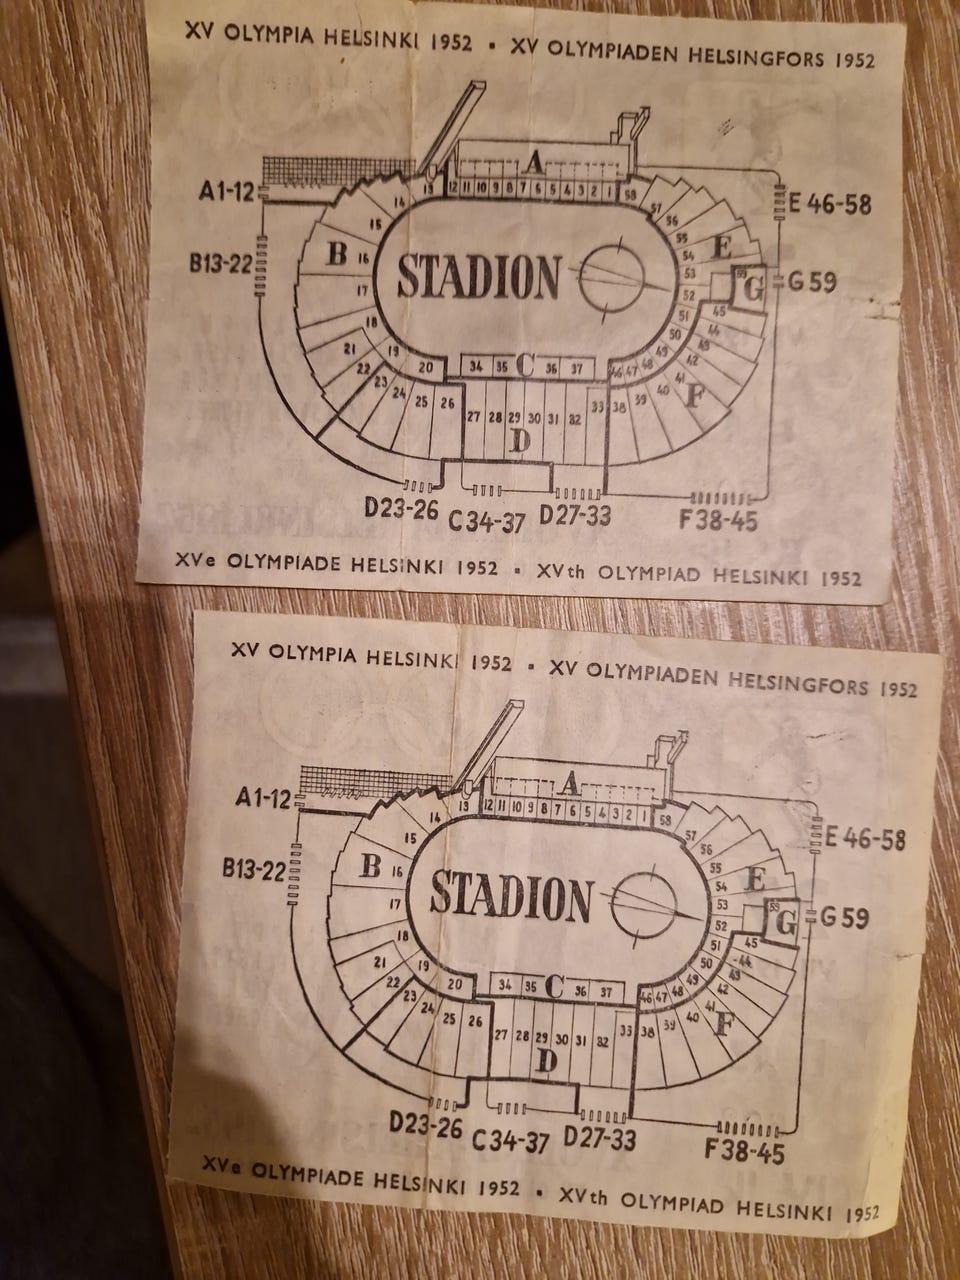 XV OLYMPIA HELSINKI 1952 ▪ XV OLYMPIADEN HELSINGFORS 1952
A
A1-12
13 12 11 10 9 8 7 6 5 4 3 2 1 58
14
57
E 46-58
15
56
55
E
B13-22
B
16
54
STADION
53
59
G
G 59
17
52
45
51
18
50
44
21
19
49
43
22
20
34 35 C 36 37
46 47 48
42
23
41
24
40
F
25
26
27 28 29 30 31 32 33
38
39
D
D23-26
C34-37
D27-33
F38-45
XVe OLYMPIADE HELSINKI 1952 ▪ XVth OLYMPIAD HELSINKI 1952
XV OLYMPIA HELSINKI 1952 ▪ XV OLYMPIADEN HELSINGFORS 1952
A
A1-12
13 12 11 10 9 8 7 6 5 4 3 2 1 58
14
57
E 46-58
15
56
55
E
B13-22
B
16
54
STADION
53
59
G
G 59
17
52
45
51
18
50
44
21
19
49
43
22
20
34 35 C 36 37
46 47 48
42
23
41
24
40
F
25
26
27 28 29 30 31 32 33
38
39
D
D23-26
C34-37
D27-33
F38-45
XVe OLYMPIADE HELSINKI 1952 ▪ XVth OLYMPIAD HELSINKI 1952